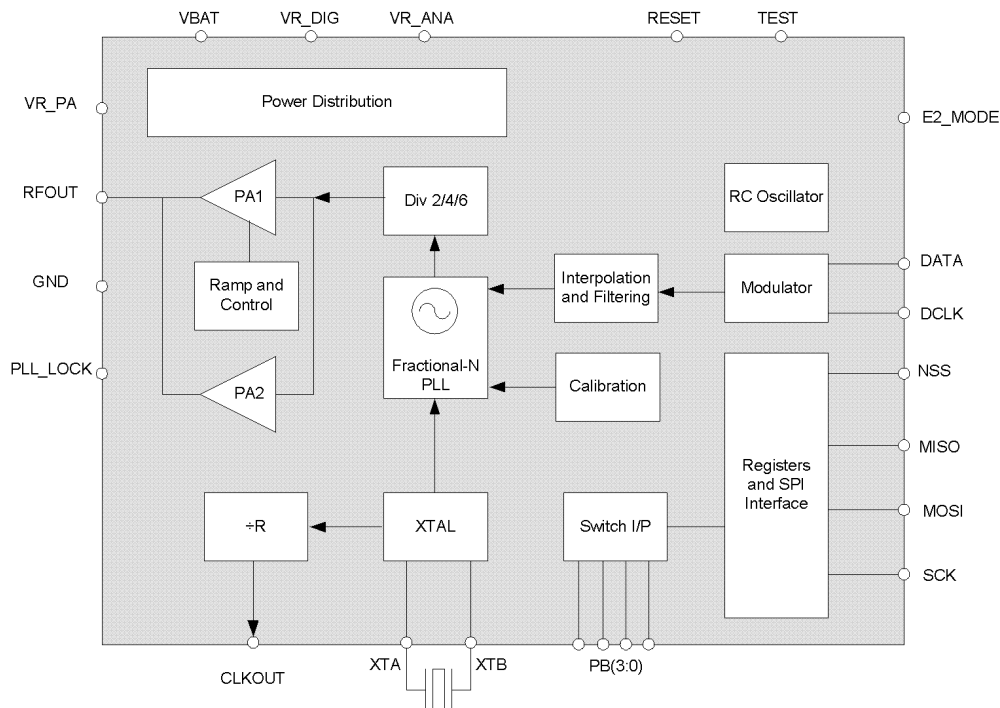 VBAT
VR_DIG
VR_ANA
RESET
TEST
VR_PA
Power Distribution
E2_MODE
RFOUT
PA1
Div 2/4/6
RC Oscillator
GND
Ramp and
Control
Interpolation
and Filtering
Modulator
DATA
DCLK
PLL_LOCK
PA2
Fractional-N
PLL
Calibration
NSS
MISO
Registers
and SPI
Interface
MOSI
SCK
÷R
XTAL
Switch I/P
CLKOUT
XTA
XTB
PB(3:0)